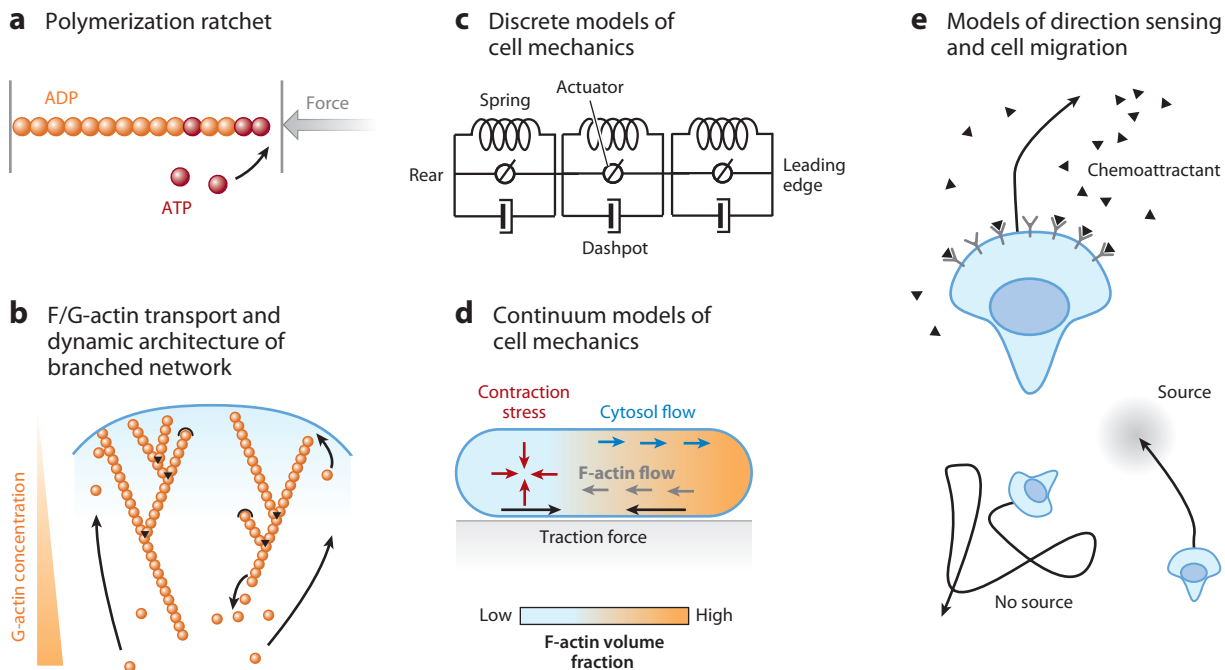 a Polymerization ratchet
ADP
Force
ATP
b F/G-actin transport and
dynamic architecture of
branched network
G-actin concentration
c Discrete models of
cell mechanics
Actuator
Spring
Rear
Leading
edge
Dashpot
d Continuum models of
cell mechanics
Contraction
stress
Cytosol flow
F-actin flow
Traction force
Low
High
F-actin volume
fraction
e Models of direction sensing
and cell migration
Chemoattractant
Source
No source